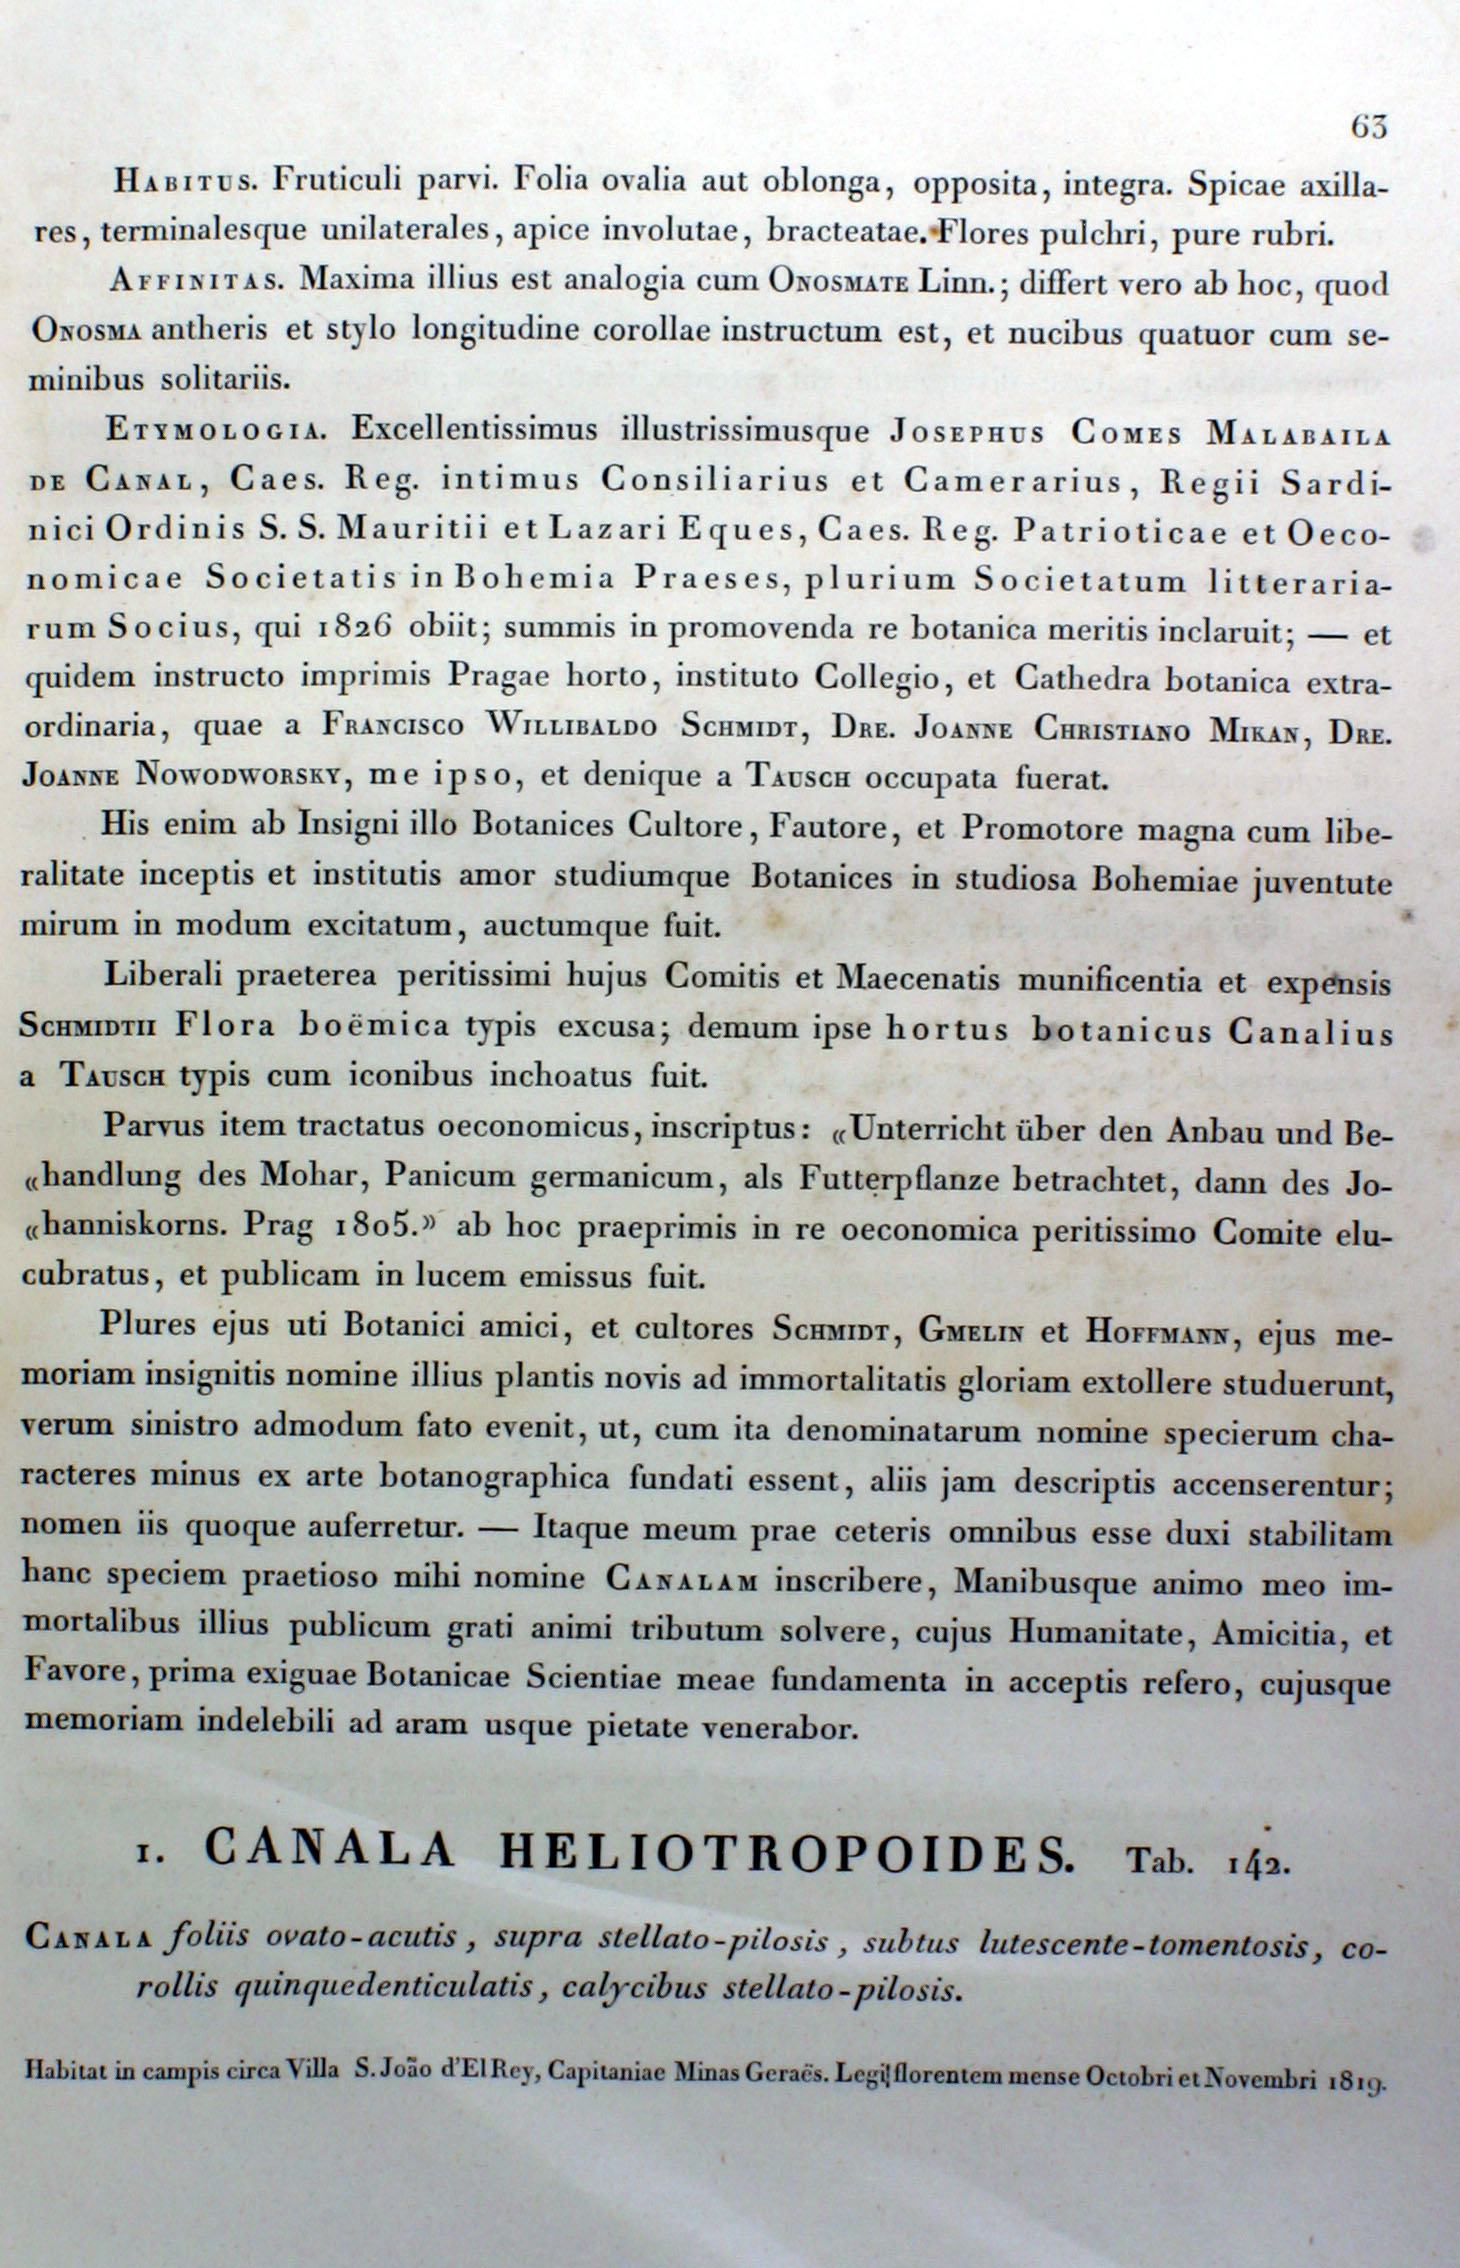 63
HABITUS. Fruticuli parvi. Folia ovalia aut oblonga, opposita, integra. Spicae axilla-
res, terminalesque unilaterales, apice involutae, bracteatae. Flores pulchri, pure rubri.
AFFINITAS. Maxima illius est analogia cum ONOSMATE Linn.; differt vero ab hoc, quod
ONOSMA antheris et stylo longitudine corollae instructum est, et nucibus quatuor cum se-
minibus solitariis.
ETYMOLOGIA. Excellentissimus illustrissimusque JOSEPHUS COMES MALABAILA
DE CANAL, Caes. Reg. intimus Consiliarius et Camerarius, Regii Sardi-
nici Ordinis S. S. Mauritii et Lazari Eques, Caes. Reg. Patrioticae et Oeco-
nomicae Societatis in Bohemia Praeses, plurium Societatum litteraria-
rum Socius, qui 1826 obiit; summis in promovenda re botanica meritis inclaruit; — et
quidem instructo imprimis Pragae horto, instituto Collegio, et Cathedra botanica extra-
ordinaria, quae a FRANCISCO WILLIBALDO SCHMIDT, DRE. JOANNE CHRISTIANO MIKAN, DRE.
JOANNE NOWODWORSKY, me ipso, et denique a TAUSCH occupata fuerat.
His enim ab Insigni illo Botanices Cultore, Fautore, et Promotore magna cum libe-
ralitate inceptis et institutis amor studiumque Botanices in studiosa Bohemiae juventute
mirum in modum excitatum, auctumque fuit.
Liberali praeterea peritissimi hujus Comitis et Maecenatis munificentia et expensis
SCHMIDTII Flora boëmica typis excusa; demum ipse hortus botanicus Canalius
a TAUSCH typis cum iconibus inchoatus fuit.
Parvus item tractatus oeconomicus, inscriptus: «Unterricht über den Anbau und Be-
«handlung des Mohar, Panicum germanicum, als Futterpflanze betrachtet, dann des Jo-
«hanniskorns. Prag 1805.» ab hoc praeprimis in re oeconomica peritissimo Comite elu-
cubratus, et publicam in lucem emissus fuit.
Plures ejus uti Botanici amici, et cultores SCHMIDT, GMELIN et HOFFMANN, ejus me-
moriam insignitis nomine illius plantis novis ad immortalitatis gloriam extollere studuerunt,
verum sinistro admodum fato evenit, ut, cum ita denominatarum nomine specierum cha-
racteres minus ex arte botanographica fundati essent, aliis jam descriptis accenserentur;
nomen iis quoque auferretur. — Itaque meum prae ceteris omnibus esse duxi stabilitam
hanc speciem praetioso mihi nomine CANALAM inscribere, Manibusque animo meo im-
mortalibus illius publicum grati animi tributum solvere, cujus Humanitate, Amicitia, et
Favore, prima exiguae Botanicae Scientiae meae fundamenta in acceptis refero, cujusque
memoriam indelebili ad aram usque pietate venerabor.
1. CANALA HELIOTROPOIDES. Tab. 142.
CANALA foliis ovato-acutis, supra stellato-pilosis, subtus lutescente-tomentosis, co-
rollis quinquedenticulatis, calycibus stellato-pilosis.
Habitat in campis circa Villa S. João d'El Rey, Capitaniae Minas Geraës. Legi florentem mense Octobri et Novembri 1819.